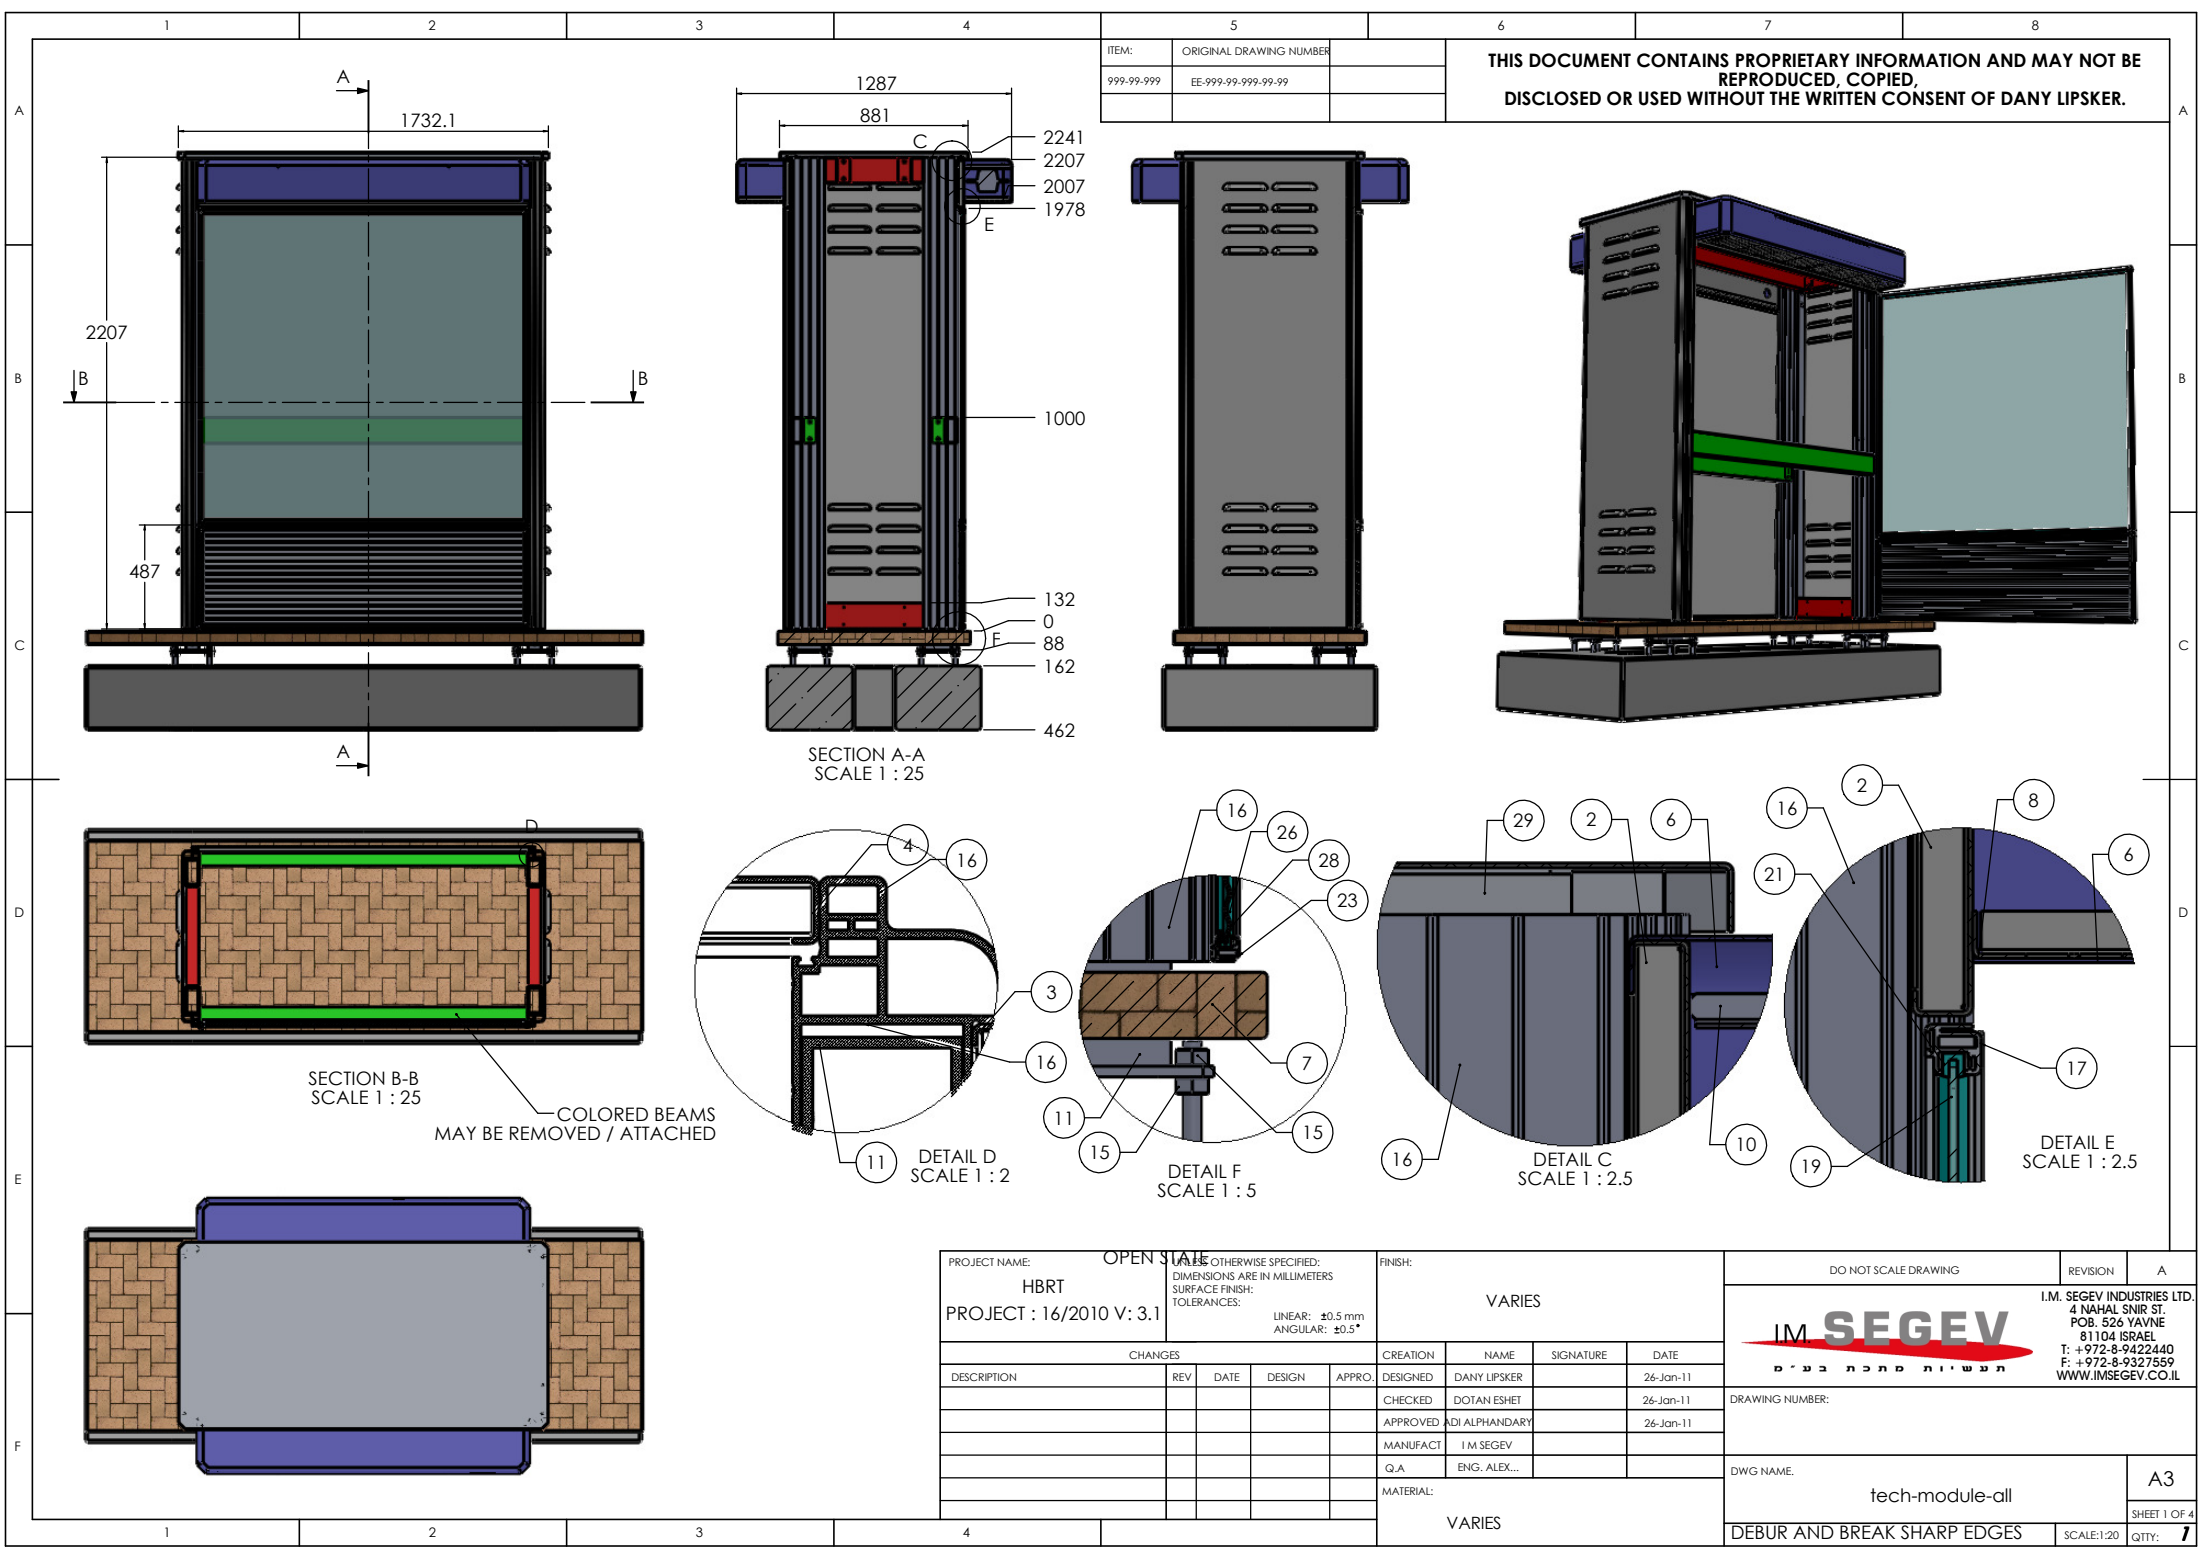 1 2 3 4 5 6 7 8
ITEM: ORIGINAL DRAWING NUMBER
999-99-999 EE-999-99-999-99-99
THIS DOCUMENT CONTAINS PROPRIETARY INFORMATION AND MAY NOT BE
REPRODUCED, COPIED,
DISCLOSED OR USED WITHOUT THE WRITTEN CONSENT OF DANY LIPSKER.
A A
B B
C C
D D
E
F
A
1732.1
2207
B B
487
A
1287
881
C
2241
2207
2007
1978
E
1000
132
0
F
88
162
462
SECTION A-A
SCALE 1 : 25
D
SECTION B-B
SCALE 1 : 25
COLORED BEAMS
MAY BE REMOVED / ATTACHED
4
16
3
16
11
DETAIL D
SCALE 1 : 2
16
26
28
23
7
11
15
15
DETAIL F
SCALE 1 : 5
29
2
6
16
10
DETAIL C
SCALE 1 : 2.5
2
16
8
6
21
17
19
DETAIL E
SCALE 1 : 2.5
OPEN STATE
PROJECT NAME:
HBRT
PROJECT : 16/2010 V: 3.1
UNLESS OTHERWISE SPECIFIED:
DIMENSIONS ARE IN MILLIMETERS
SURFACE FINISH:
TOLERANCES:
LINEAR: ±0.5 mm
ANGULAR: ±0.5°
FINISH:
VARIES
CHANGES
DESCRIPTION REV DATE DESIGN APPRO.
CREATION NAME SIGNATURE DATE
DESIGNED DANY LIPSKER 26-Jan-11
CHECKED DOTAN ESHET 26-Jan-11
APPROVED ADI ALPHANDARY 26-Jan-11
MANUFACT I M SEGEV
Q.A ENG. ALEX...
MATERIAL:
VARIES
DO NOT SCALE DRAWING REVISION A
I.M. SEGEV
תעשיות מתכת בע״מ
I.M. SEGEV INDUSTRIES LTD.
4 NAHAL SNIR ST.
POB. 526 YAVNE
81104 ISRAEL
T: +972-8-9422440
F: +972-8-9327559
WWW.IMSEGEV.CO.IL
DRAWING NUMBER:
DWG NAME.
tech-module-all
A3
SHEET 1 OF 4
DEBUR AND BREAK SHARP EDGES SCALE:1:20 QTTY: 1
1 2 3 4